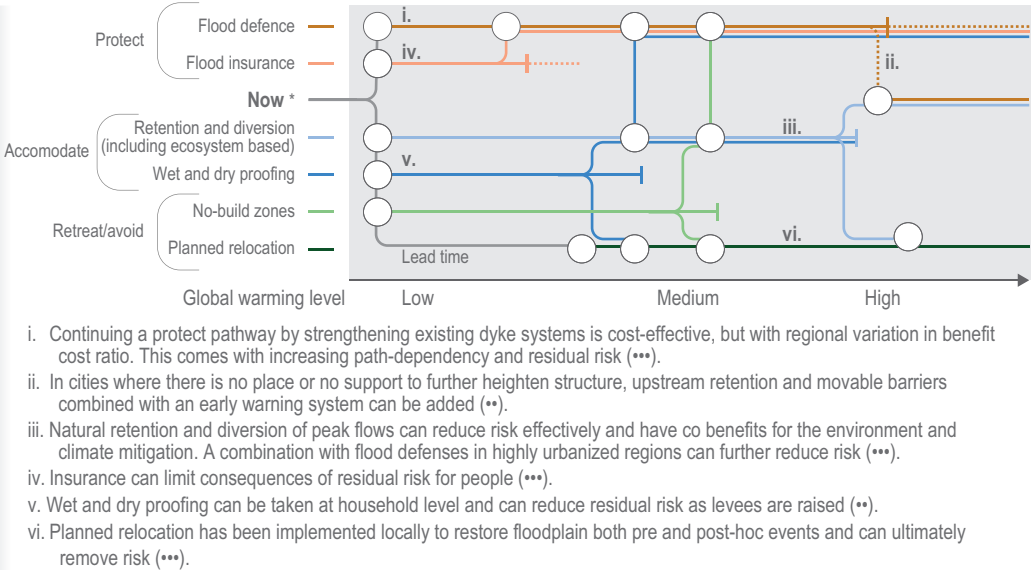 Protect
Flood defence
Flood insurance
Now *
Accomodate
Retention and diversion
(including ecosystem based)
Wet and dry proofing
Retreat/avoid
No-build zones
Planned relocation
i.
iv.
ii.
iii.
v.
vi.
Lead time
Global warming level
Low
Medium
High
i. Continuing a protect pathway by strengthening existing dyke systems is cost-effective, but with regional variation in benefit
cost ratio. This comes with increasing path-dependency and residual risk (•••).
ii. In cities where there is no place or no support to further heighten structure, upstream retention and movable barriers
combined with an early warning system can be added (••).
iii. Natural retention and diversion of peak flows can reduce risk effectively and have co benefits for the environment and
climate mitigation. A combination with flood defenses in highly urbanized regions can further reduce risk (•••).
iv. Insurance can limit consequences of residual risk for people (•••).
v. Wet and dry proofing can be taken at household level and can reduce residual risk as levees are raised (••).
vi. Planned relocation has been implemented locally to restore floodplain both pre and post-hoc events and can ultimately
remove risk (•••).